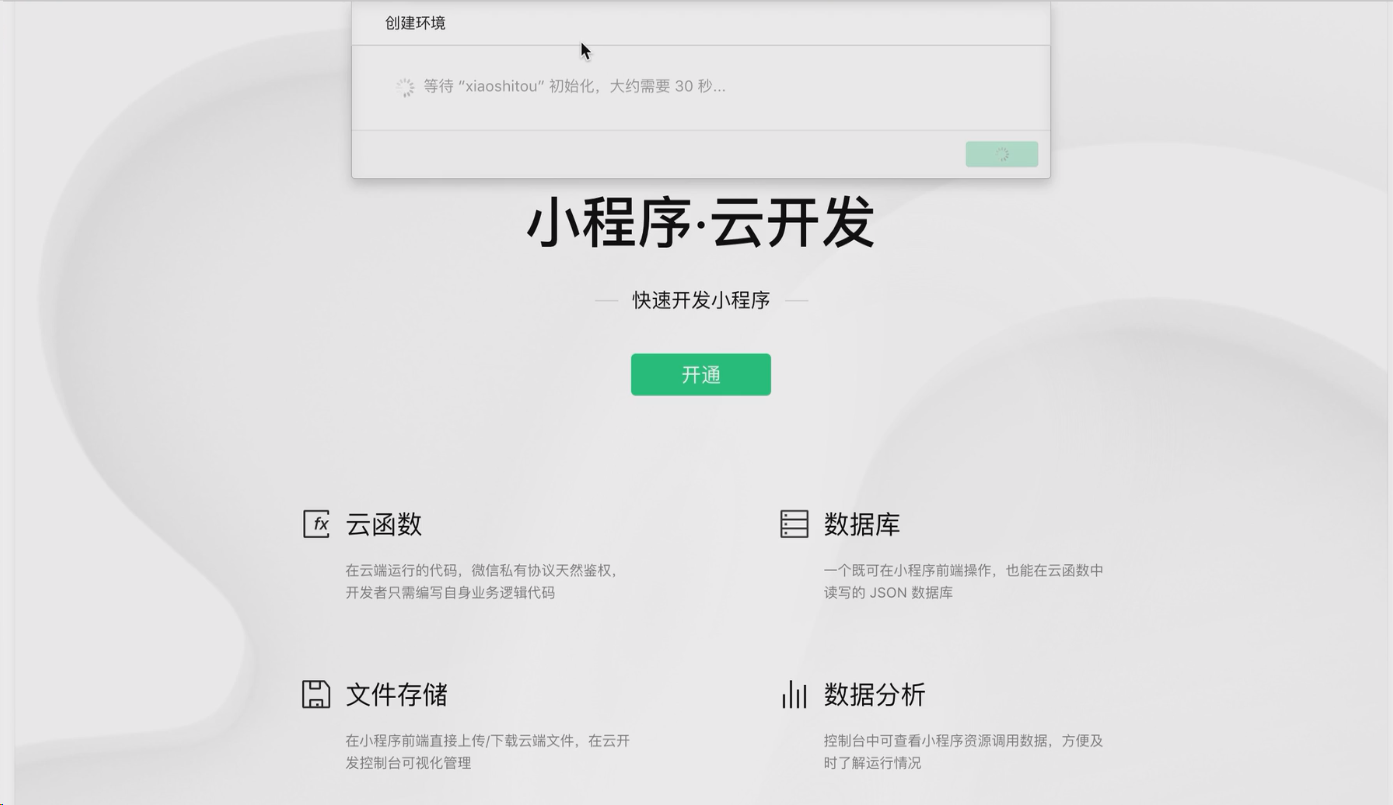 创建环境
等待 “xiaoshitou” 初始化，大约需要 30 秒...
小程序·云开发
快速开发小程序
开通
云函数
在云端运行的代码，微信私有协议天然鉴权，
开发者只需编写自身业务逻辑代码
数据库
一个既可在小程序前端操作，也能在云函数中
读写的 JSON 数据库
文件存储
在小程序前端直接上传/下载云端文件，在云开
发控制台可视化管理
数据分析
控制台中可查看小程序资源调用数据，方便及
时了解运行情况